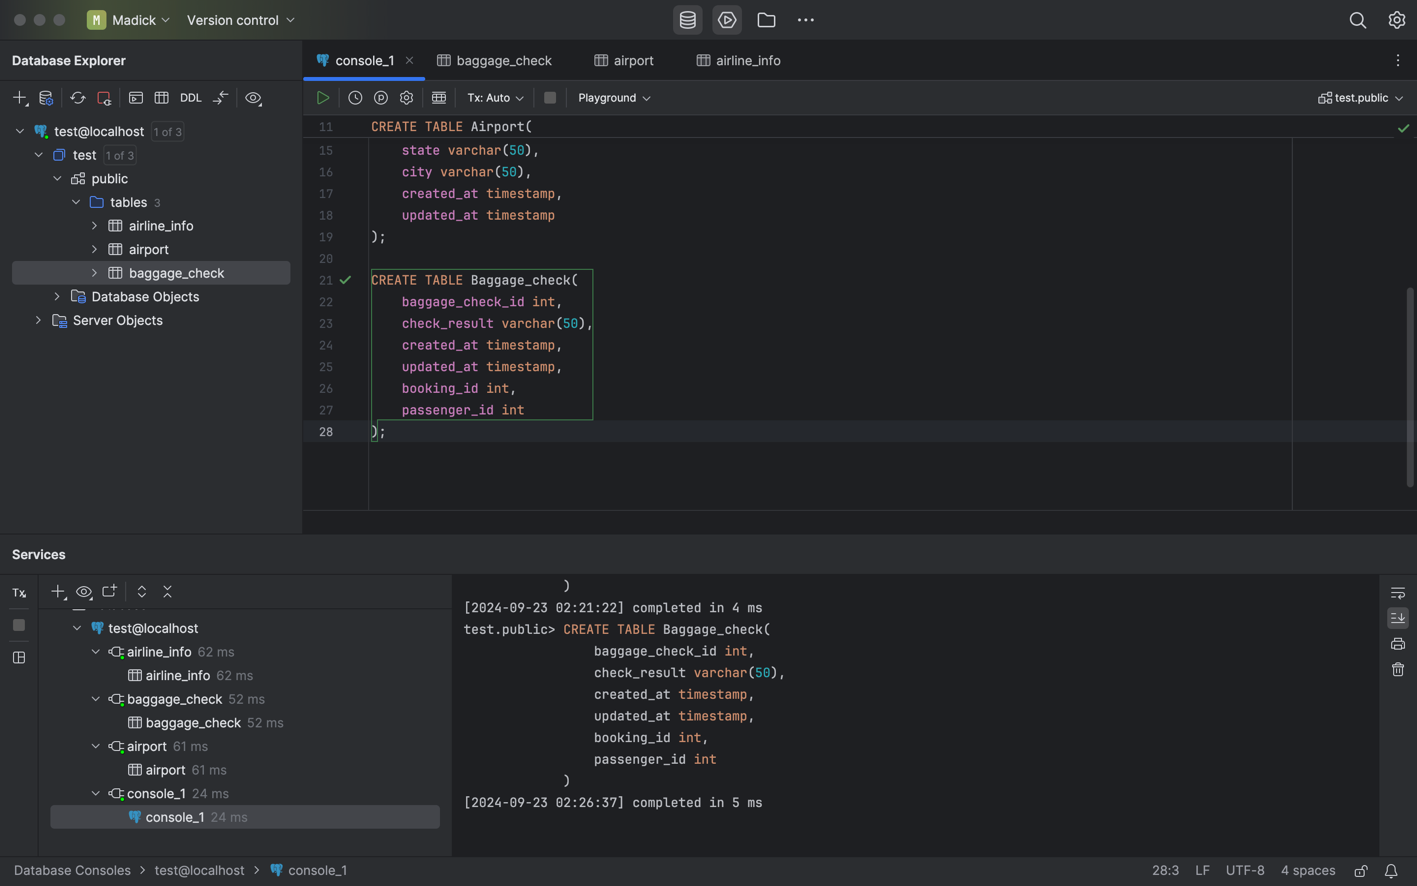 M Madick Version control
Database Explorer
console_1 baggage_check airport airline_info
DDL
Tx: Auto Playground test.public
test@localhost 1 of 3
test 1 of 3
public
tables 3
airline_info
airport
baggage_check
Database Objects
Server Objects
11 CREATE TABLE Airport(
15 state varchar(50),
16 city varchar(50),
17 created_at timestamp,
18 updated_at timestamp
19 );
20
21 CREATE TABLE Baggage_check(
22 baggage_check_id int,
23 check_result varchar(50),
24 created_at timestamp,
25 updated_at timestamp,
26 booking_id int,
27 passenger_id int
28 );
Services
Tx
test@localhost
airline_info 62 ms
airline_info 62 ms
baggage_check 52 ms
baggage_check 52 ms
airport 61 ms
airport 61 ms
console_1 24 ms
console_1 24 ms
)
[2024-09-23 02:21:22] completed in 4 ms
test.public> CREATE TABLE Baggage_check(
baggage_check_id int,
check_result varchar(50),
created_at timestamp,
updated_at timestamp,
booking_id int,
passenger_id int
)
[2024-09-23 02:26:37] completed in 5 ms
Database Consoles > test@localhost > console_1
28:3 LF UTF-8 4 spaces